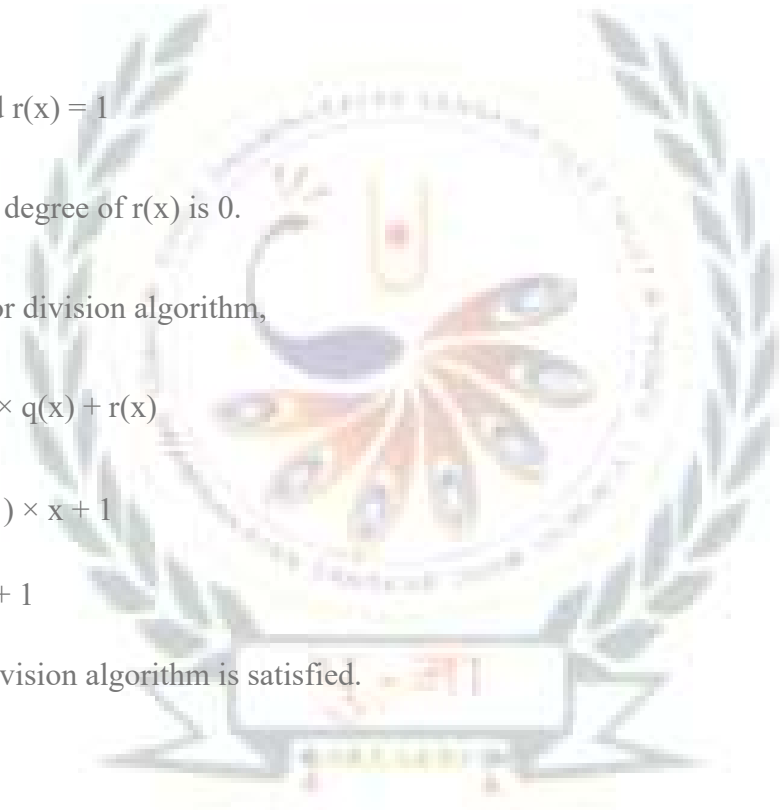 r(x) = 1
degree of r(x) is 0.
or division algorithm,
× q(x) + r(x)
) × x + 1
+ 1
vision algorithm is satisfied.